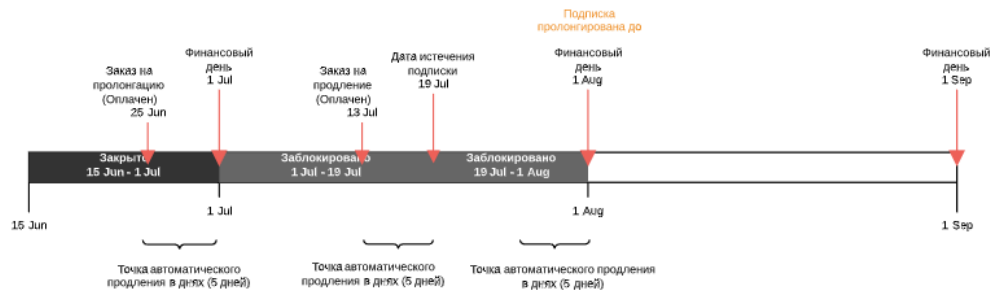 Подписка
пролонгирована до
Финансовый
день
1 Jul
Дата истечения
подписки
19 Jul
Финансовый
день
1 Aug
Финансовый
день
1 Sep
Заказ на
пролонгацию
(Оплачен)
25 Jun
Заказ на
продление
(Оплачен)
13 Jul
Закрыто
15 Jun - 1 Jul
Заблокировано
1 Jul - 19 Jul
Заблокировано
19 Jul - 1 Aug
15 Jun
1 Jul
1 Aug
1 Sep
Точка автоматического
продления в днях (5 дней)
Точка автоматического
продления в днях (5 дней)
Точка автоматического продления
в днях (5 дней)